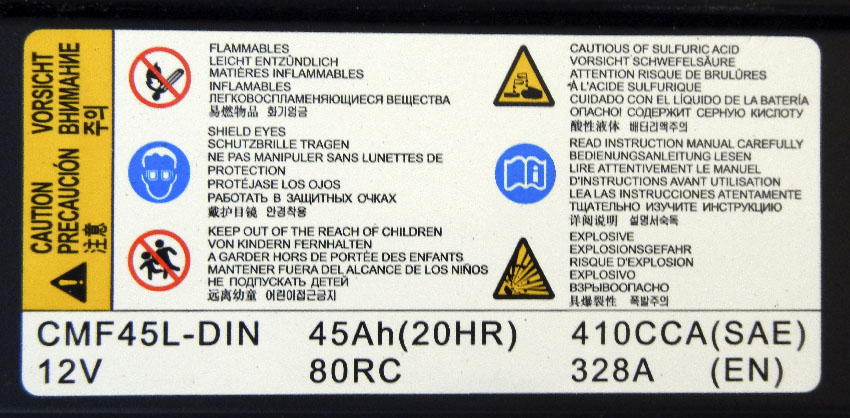 CAUTION VORSICHT
PRECAUCIÓN ВНИМАНИЕ
注意 주의
FLAMMABLES
LEICHT ENTZÜNDLICH
MATIÈRES INFLAMMABLES
INFLAMABLES
ЛЕГКОВОСПЛАМЕНЯЮЩИЕСЯ ВЕЩЕСТВА
易燃物品 화기엄금
SHIELD EYES
SCHUTZBRILLE TRAGEN
NE PAS MANIPULER SANS LUNETTES DE
PROTECTION
PROTÉJASE LOS OJOS
РАБОТАТЬ В ЗАЩИТНЫХ ОЧКАХ
戴护目镜 안경착용
KEEP OUT OF THE REACH OF CHILDREN
VON KINDERN FERNHALTEN
A GARDER HORS DE PORTÉE DES ENFANTS
MANTENER FUERA DEL ALCANCE DE LOS NIÑOS
НЕ ПОДПУСКАТЬ ДЕТЕЙ
远离幼童 어린이접근금지
CAUTIOUS OF SULFURIC ACID
VORSICHT SCHWEFELSÄURE
ATTENTION RISQUE DE BRULÛRES
À L'ACIDE SULFURIQUE
CUIDADO CON EL LÍQUIDO DE LA BATERÍA
ОПАСНО! СОДЕРЖИТ СЕРНУЮ КИСЛОТУ
酸性液体 배터리액주의
READ INSTRUCTION MANUAL CAREFULLY
BEDIENUNGSANLEITUNG LESEN
LIRE ATTENTIVEMENT LE MANUEL
D'INSTRUCTIONS AVANT UTILISATION
LEA LAS INSTRUCCIONES ATENTAMENTE
ТЩАТЕЛЬНО ИЗУЧИТЕ ИНСТРУКЦИЮ
详阅说明 설명서숙독
EXPLOSIVE
EXPLOSIONSGEFAHR
RISQUE D'EXPLOSION
EXPLOSIVO
ВЗРЫВООПАСНО
具爆裂性 폭발주의
CMF45L-DIN 45Ah(20HR) 410CCA(SAE)
12V 80RC 328A (EN)